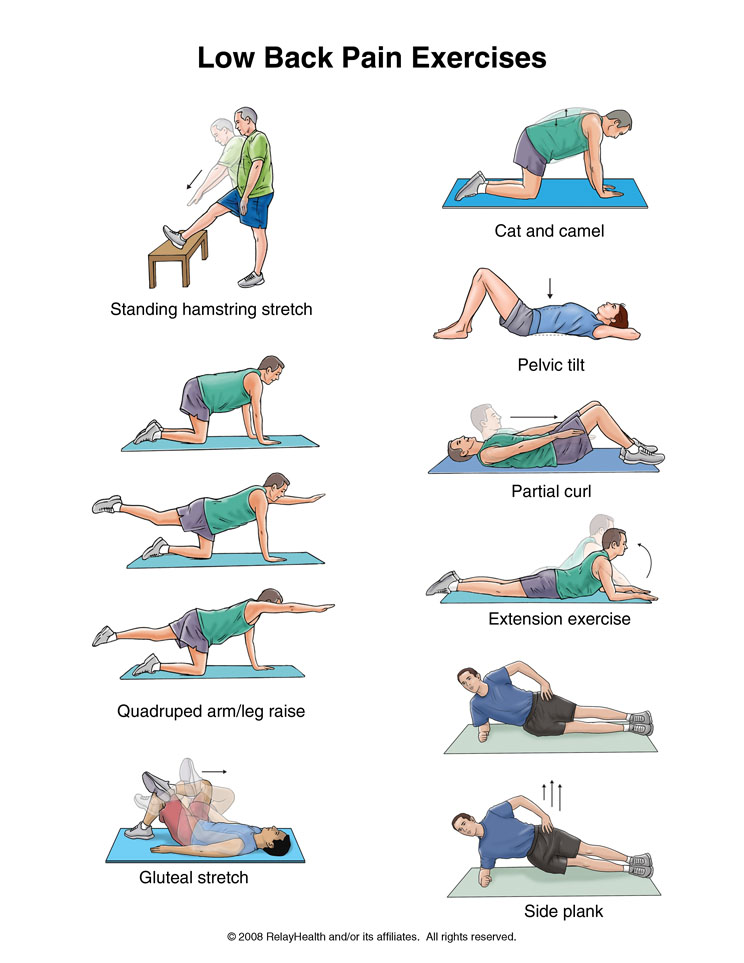 Low Back Pain Exercises
Standing hamstring stretch
Cat and camel
Pelvic tilt
Partial curl
Extension exercise
Quadruped arm/leg raise
Gluteal stretch
Side plank
© 2008 RelayHealth and/or its affiliates. All rights reserved.